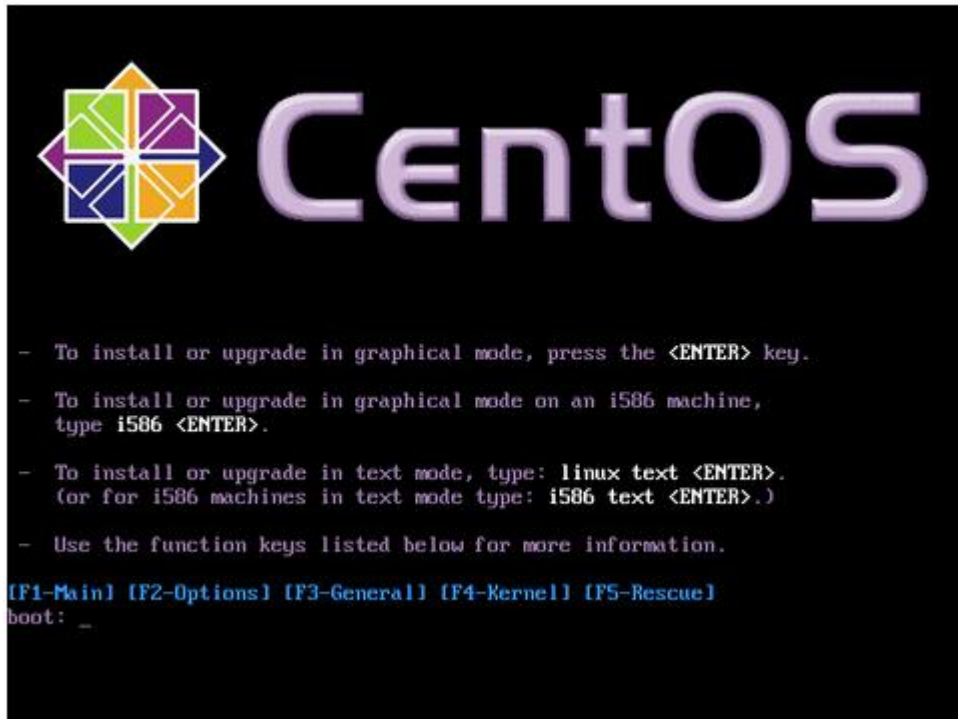 CentOS
- To install or upgrade in graphical mode, press the <ENTER> key.
- To install or upgrade in graphical mode on an i586 machine,
type i586 <ENTER>.
- To install or upgrade in text mode, type: linux text <ENTER>.
(or for i586 machines in text mode type: i586 text <ENTER>.)
- Use the function keys listed below for more information.
[F1-Main] [F2-Options] [F3-General] [F4-Kernel] [F5-Rescue]
boot: _